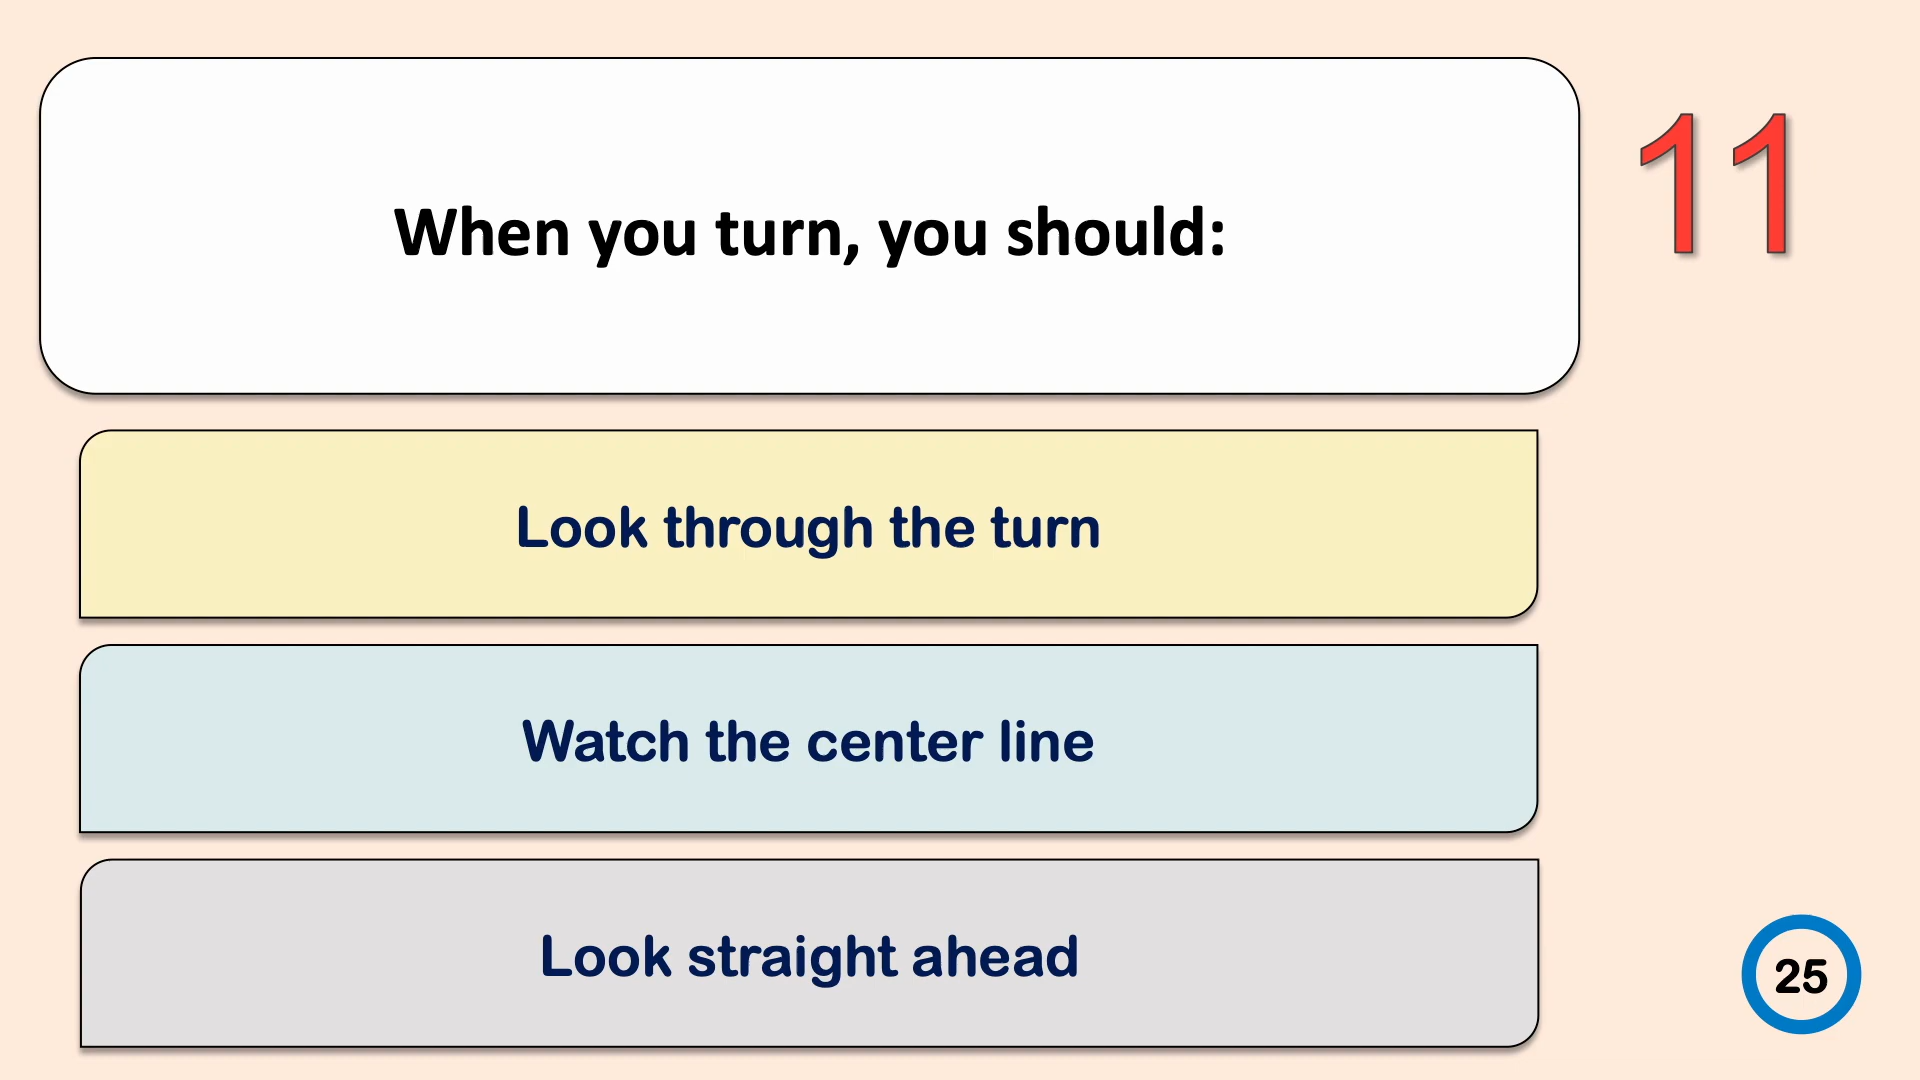 When you turn, you should:
11
Look through the turn
Watch the center line
Look straight ahead
25